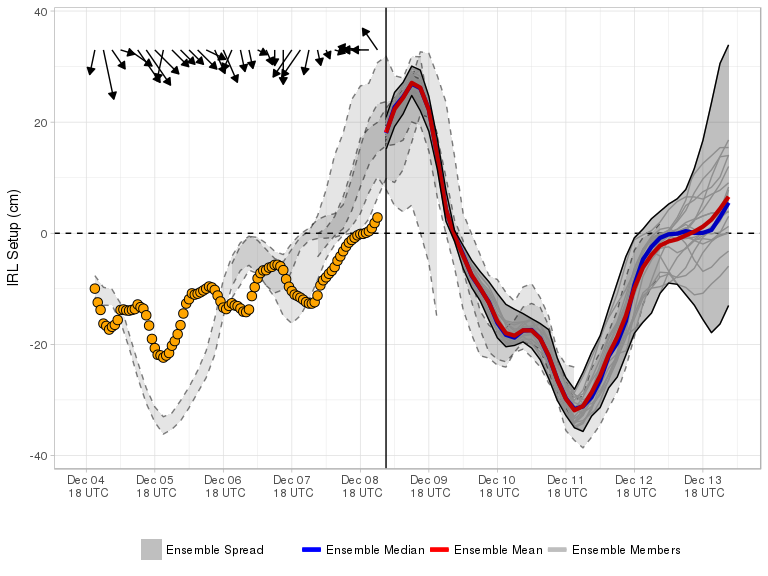 40
20
0
-20
-40
IRL Setup (cm)
Dec 04 Dec 05 Dec 06 Dec 07 Dec 08 Dec 09 Dec 10 Dec 11 Dec 12 Dec 13
18 UTC 18 UTC 18 UTC 18 UTC 18 UTC 18 UTC 18 UTC 18 UTC 18 UTC 18 UTC
Ensemble Spread Ensemble Median Ensemble Mean Ensemble Members